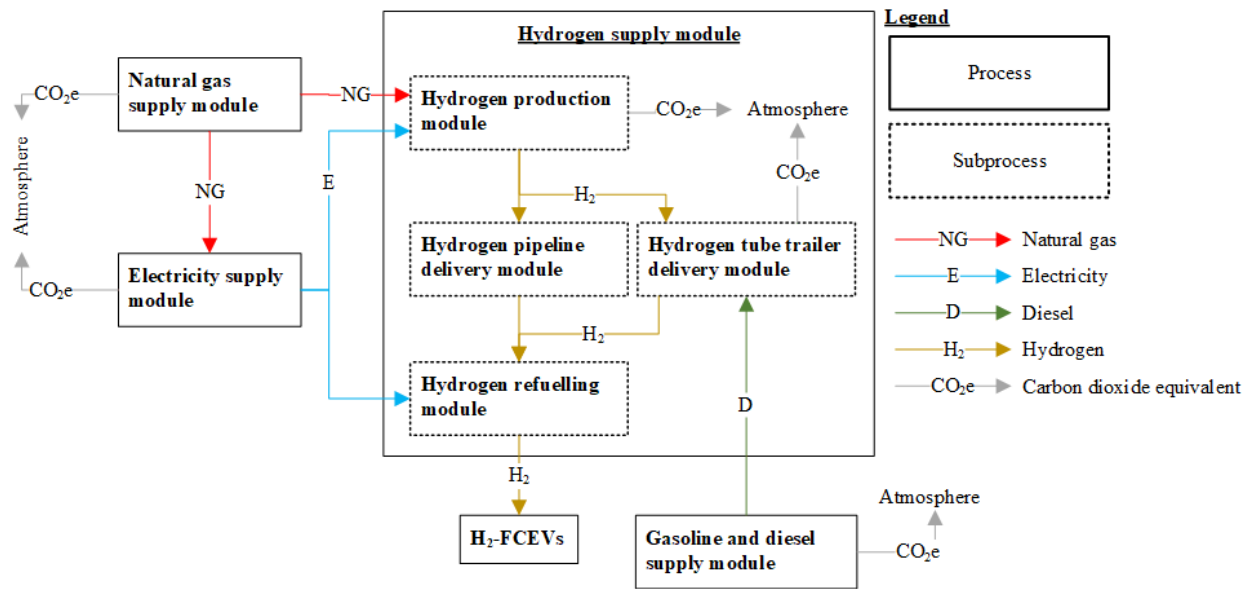 Legend
Hydrogen supply module
Natural gas
supply module
CO₂e
NG
Hydrogen production
module
CO₂e
Atmosphere
Process
Atmosphere
NG
E
H₂
CO₂e
Subprocess
Hydrogen pipeline
delivery module
Hydrogen tube trailer
delivery module
NG
Natural gas
Electricity supply
module
CO₂e
E
Electricity
D
Diesel
H₂
H₂
Hydrogen
Hydrogen refuelling
module
CO₂e
Carbon dioxide equivalent
D
H₂
Atmosphere
H₂-FCEVs
Gasoline and diesel
supply module
CO₂e